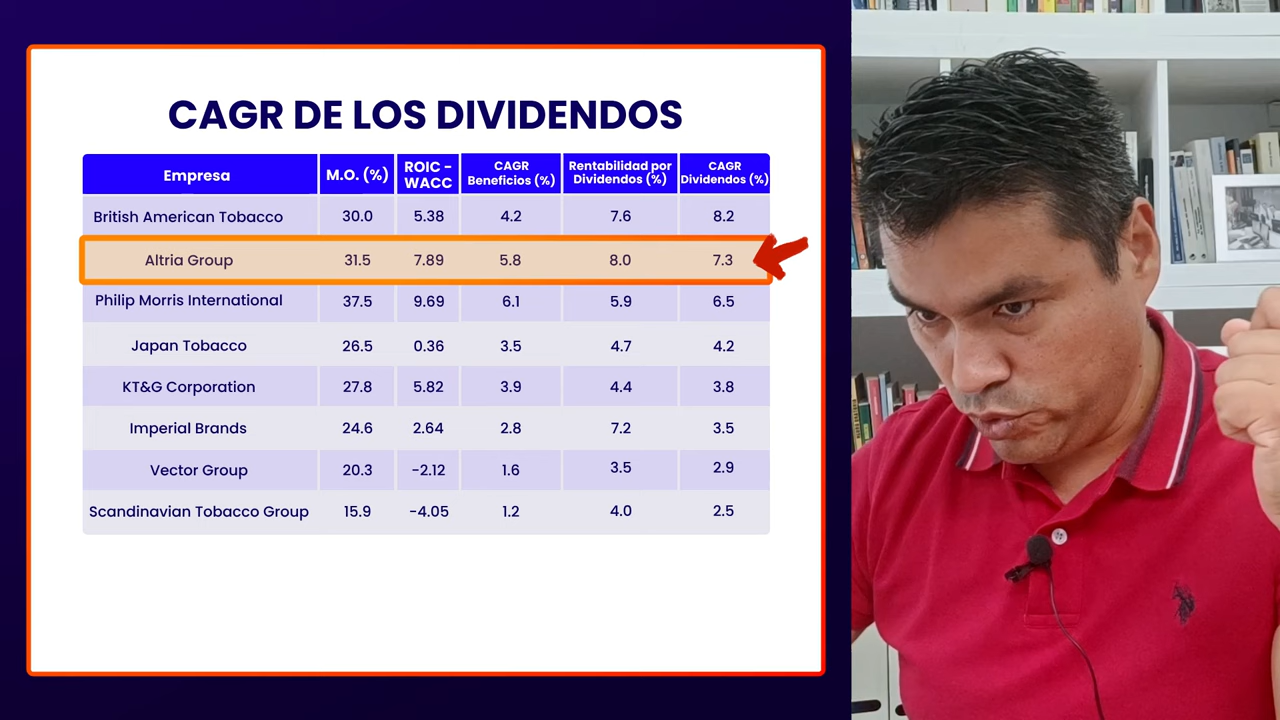 CAGR DE LOS DIVIDENDOS
Empresa M.O. (%) ROIC - WACC CAGR Beneficios (%) Rentabilidad por Dividendos (%) CAGR Dividendos (%)
British American Tobacco 30.0 5.38 4.2 7.6 8.2
Altria Group 31.5 7.89 5.8 8.0 7.3
Philip Morris International 37.5 9.69 6.1 5.9 6.5
Japan Tobacco 26.5 0.36 3.5 4.7 4.2
KT&G Corporation 27.8 5.82 3.9 4.4 3.8
Imperial Brands 24.6 2.64 2.8 7.2 3.5
Vector Group 20.3 -2.12 1.6 3.5 2.9
Scandinavian Tobacco Group 15.9 -4.05 1.2 4.0 2.5